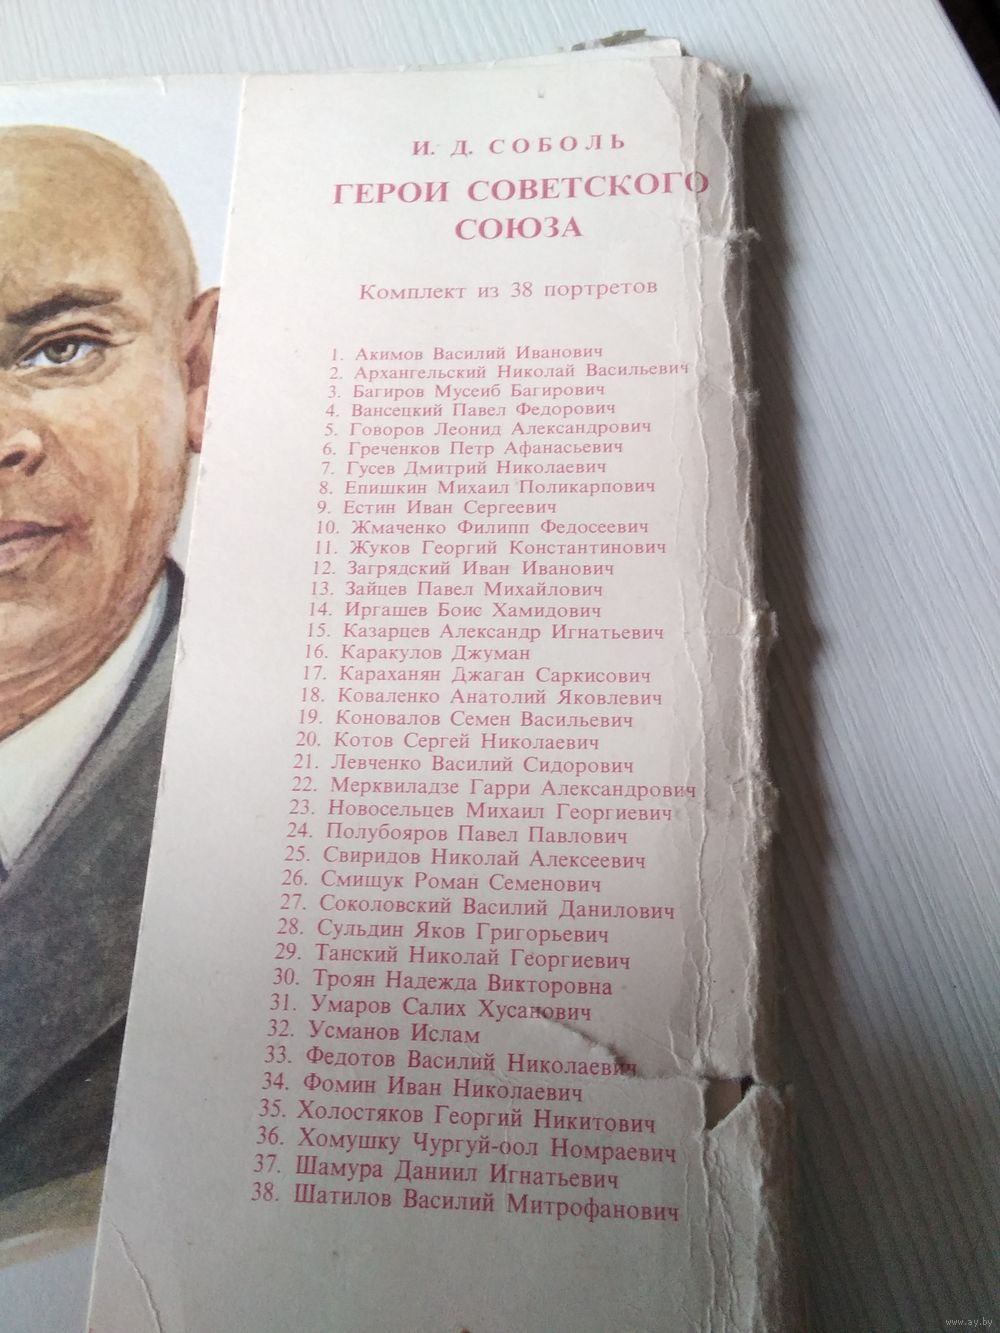 И. Д. СОБОЛЬ
ГЕРОИ СОВЕТСКОГО
СОЮЗА
Комплект из 38 портретов
1. Акимов Василий Иванович
2. Архангельский Николай Васильевич
3. Багиров Мусеиб Багирович
4. Вансецкий Павел Федорович
5. Говоров Леонид Александрович
6. Греченков Петр Афанасьевич
7. Гусев Дмитрий Николаевич
8. Епишкин Михаил Поликарпович
9. Естин Иван Сергеевич
10. Жмаченко Филипп Федосеевич
11. Жуков Георгий Константинович
12. Загрядский Иван Иванович
13. Зайцев Павел Михайлович
14. Иргашев Боис Хамидович
15. Казарцев Александр Игнатьевич
16. Каракулов Джуман
17. Караханян Джаган Саркисович
18. Коваленко Анатолий Яковлевич
19. Коновалов Семен Васильевич
20. Котов Сергей Николаевич
21. Левченко Василий Сидорович
22. Мерквиладзе Гарри Александрович
23. Новосельцев Михаил Георгиевич
24. Полубояров Павел Павлович
25. Свиридов Николай Алексеевич
26. Смищук Роман Семенович
27. Соколовский Василий Данилович
28. Сульдин Яков Григорьевич
29. Танский Николай Георгиевич
30. Троян Надежда Викторовна
31. Умаров Салих Хусанович
32. Усманов Ислам
33. Федотов Василий Николаевич
34. Фомин Иван Николаевич
35. Холостяков Георгий Никитович
36. Хомушку Чургуй-оол Номраевич
37. Шамура Даниил Игнатьевич
38. Шатилов Василий Митрофанович
www.ay.by